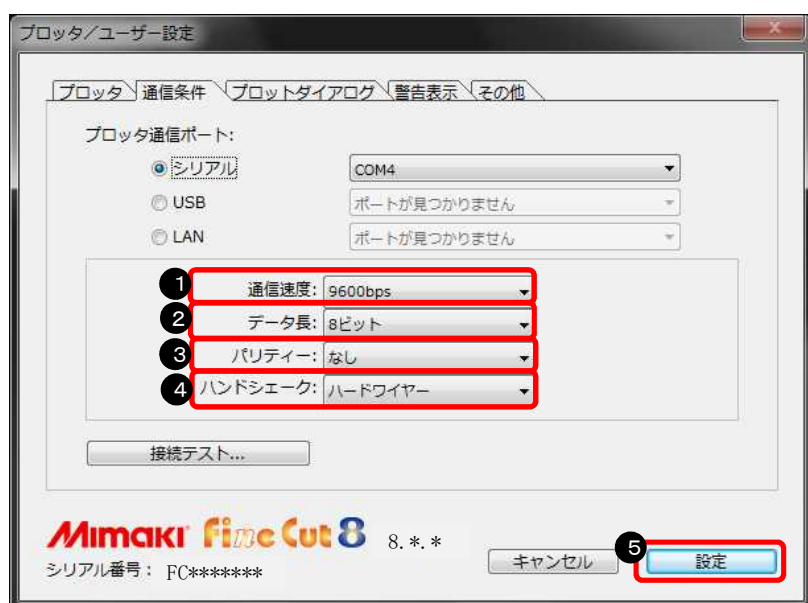 プロッタ／ユーザー設定
プロッタ 通信条件 プロットダイアログ 警告表示 その他
プロッタ通信ポート:
シリアル COM4
USB ポートが見つかりません
LAN ポートが見つかりません
1 通信速度: 9600bps
2 データ長: 8ビット
3 パリティー: なし
4 ハンドシェーク: ハードワイヤー
接続テスト...
MIMAKI Fine Cut 8 8.*.*
シリアル番号： FC*******
キャンセル 5 設定